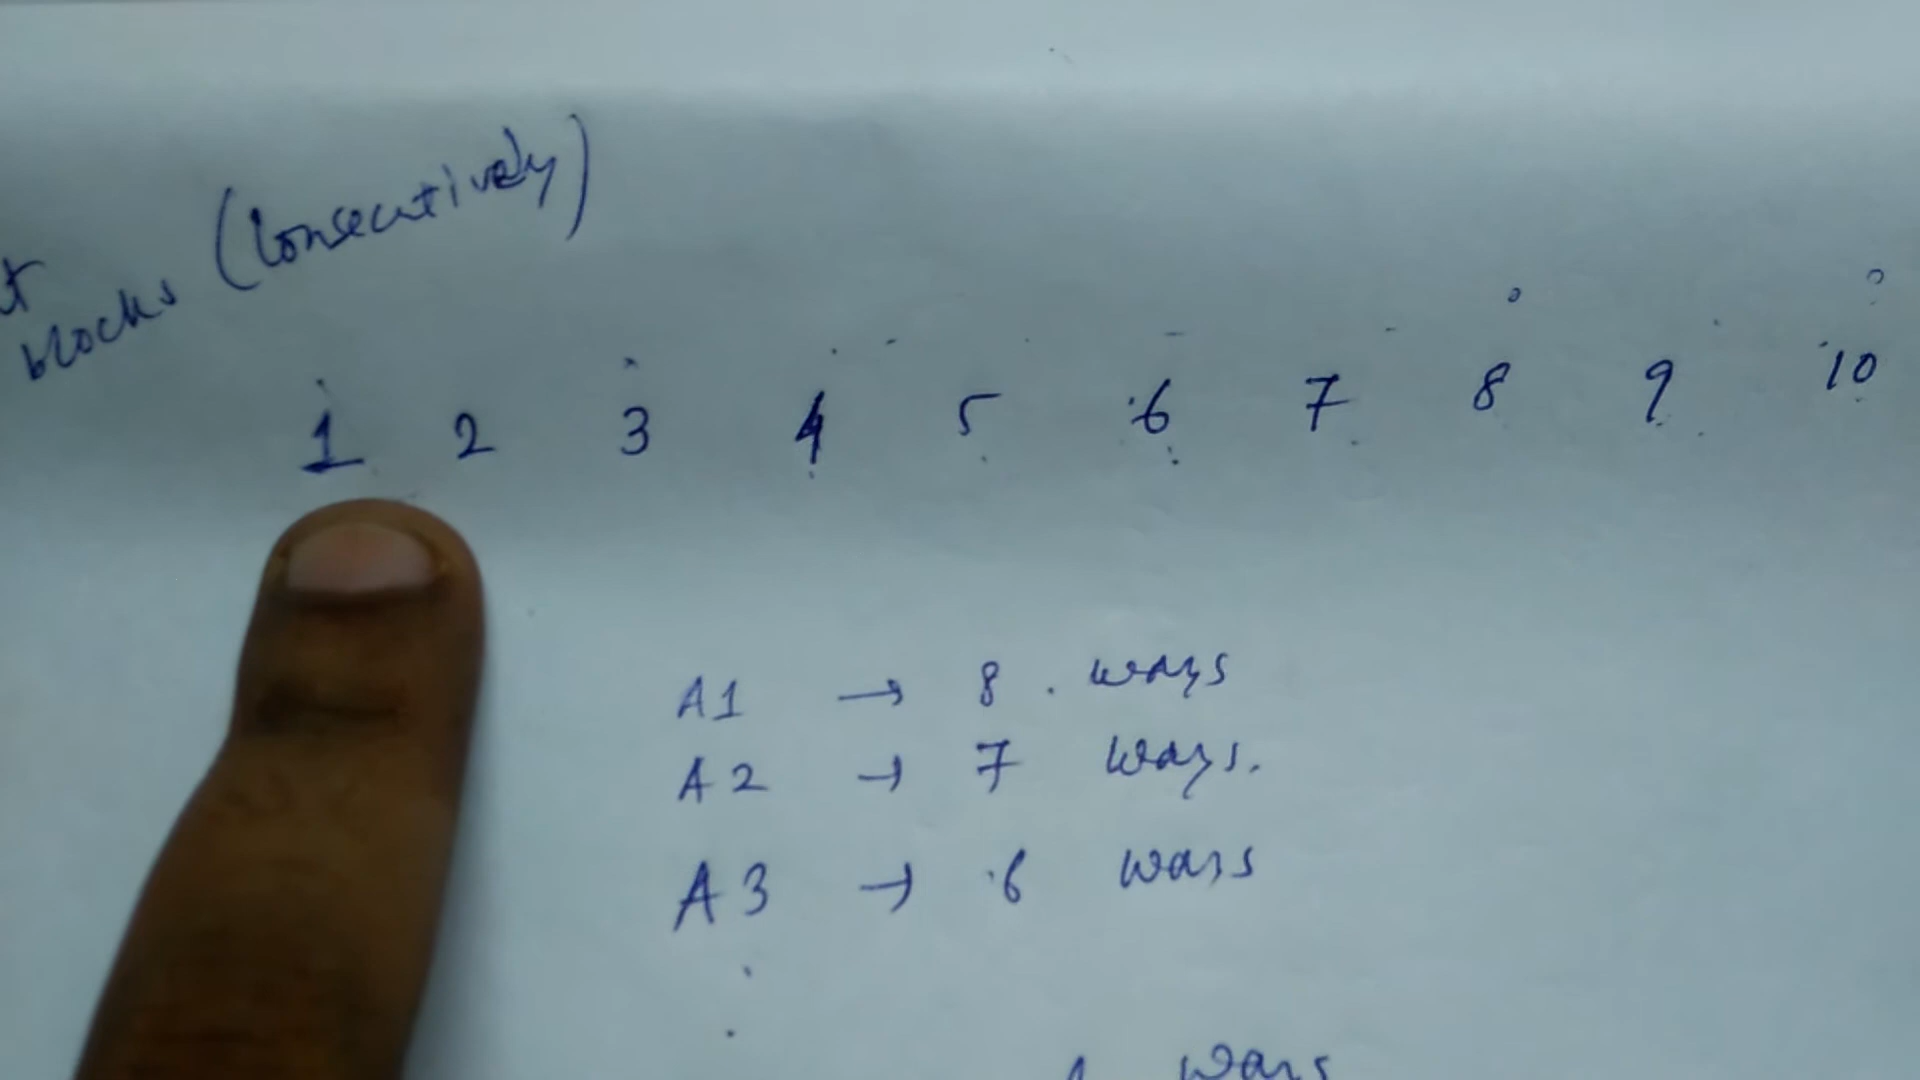 (Consecutively)
blocks
1 2 3 4 5 6 7 8 9 10
A1 → 8 ways
A2 → 7 ways.
A3 → 6 ways
ways